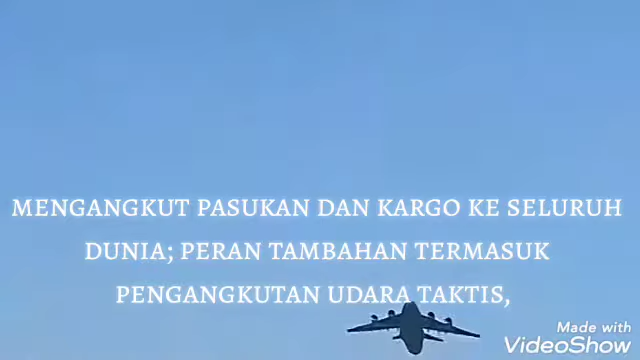 MENGANGKUT PASUKAN DAN KARGO KE SELURUH
DUNIA; PERAN TAMBAHAN TERMASUK
PENGANGKUTAN UDARA TAKTIS,
Made with
VideoShow